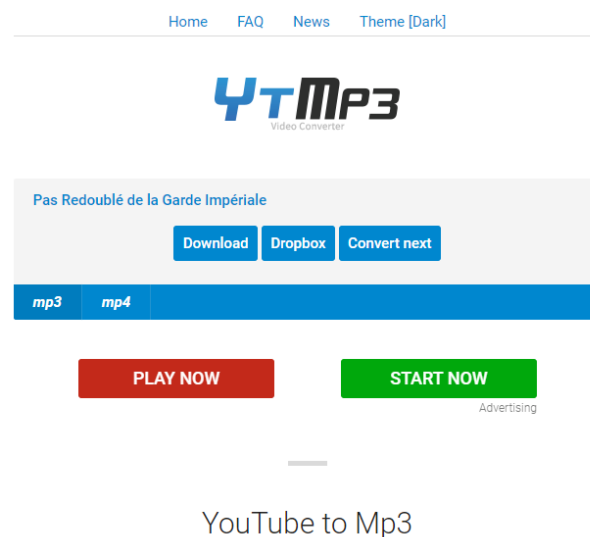 Home FAQ News Theme [Dark]
YTMP3
Video Converter
Pas Redoublé de la Garde Impériale
Download Dropbox Convert next
mp3 mp4
PLAY NOW START NOW
Advertising
YouTube to Mp3